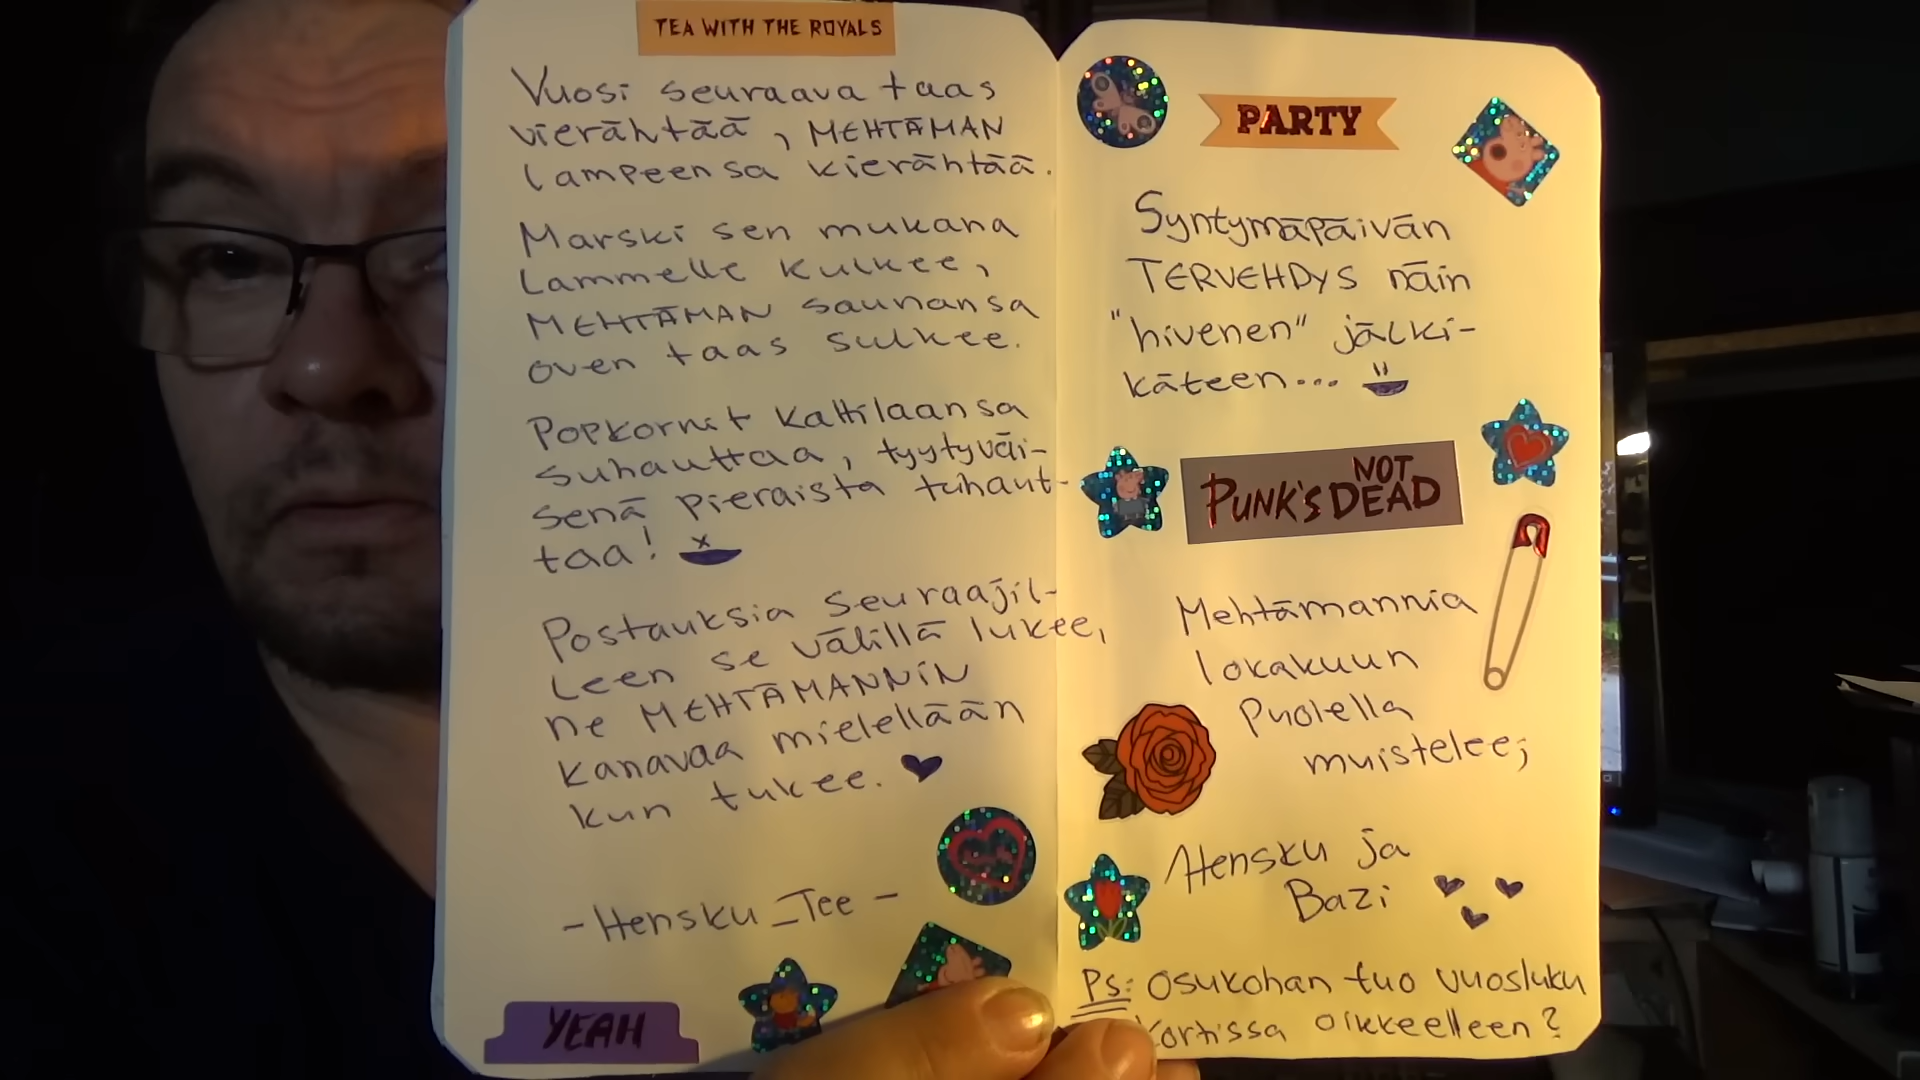 TEA WITH THE ROYALS
Vuosi seuraava taas
vierähtää, MEHTÄMAN
lampeensa kierähtää.
Marski sen mukana
Lammelle kulkee,
MEHTÄMAN saunansa
oven taas sulkee.
Popkornit kattilaansa
suhauttaa, tyytyväi-
senä pieraista tuhaut-
taa!
Postauksia seuraajil-
leen se välillä lukee,
ne MEHTÄMANNIN
kanavaa mielellään
kun tukee.
- Hensku_Tee -
YEAH
PARTY
Syntymäpäivän
TERVEHDYS näin
"hivenen" jälki-
käteen...
PUNK'S NOT DEAD
Mehtämannia
lokakuun
puolella
muistelee;
Hensku ja
Bazi
Ps: Osukohan tuo vuosluku
kortissa oikkeelleen?